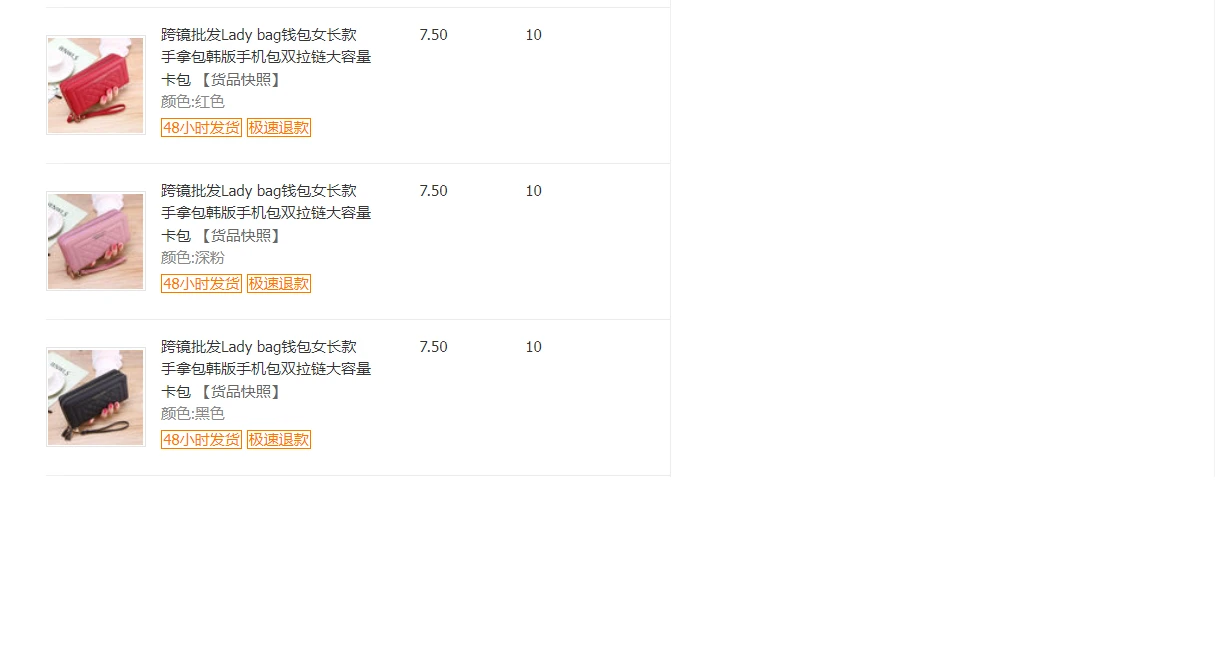 跨镜批发Lady bag钱包女长款 7.50 10
手拿包韩版手机包双拉链大容量
卡包 【货品快照】
颜色:红色
48小时发货 极速退款
跨镜批发Lady bag钱包女长款 7.50 10
手拿包韩版手机包双拉链大容量
卡包 【货品快照】
颜色:深粉
48小时发货 极速退款
跨镜批发Lady bag钱包女长款 7.50 10
手拿包韩版手机包双拉链大容量
卡包 【货品快照】
颜色:黑色
48小时发货 极速退款